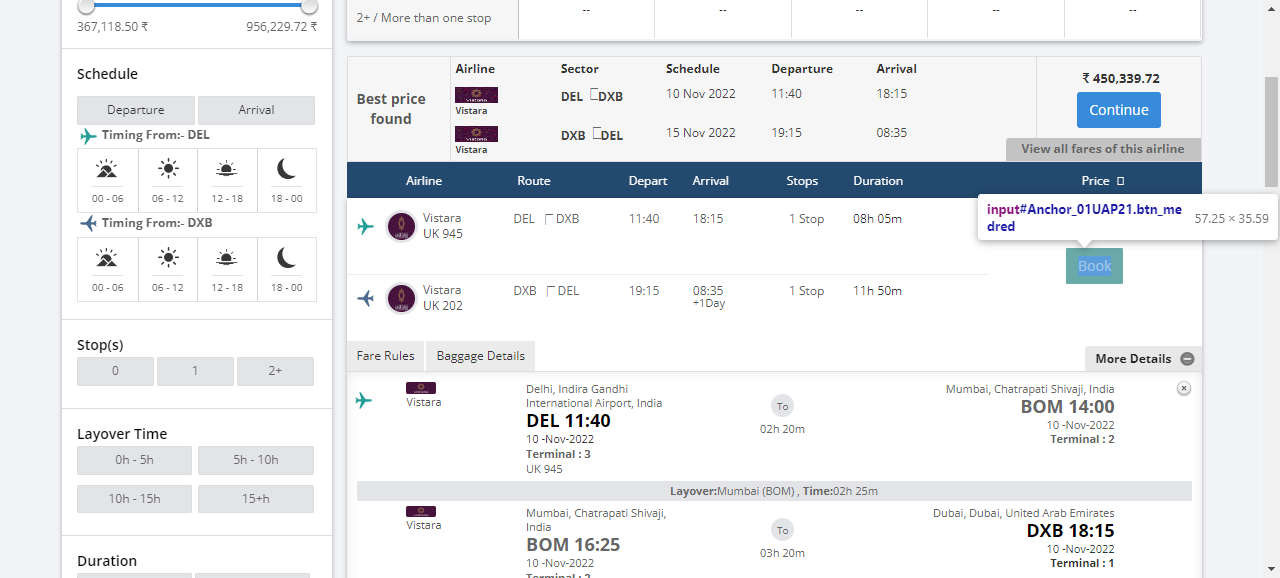 367,118.50 ₹ 956,229.72 ₹
Schedule
Departure Arrival
Timing From:- DEL
00 - 06 06 - 12 12 - 18 18 - 00
Timing From:- DXB
00 - 06 06 - 12 12 - 18 18 - 00
Stop(s)
0 1 2+
Layover Time
0h - 5h 5h - 10h
10h - 15h 15+h
Duration
2+ / More than one stop -- -- -- -- --
Best price
found
Airline Sector Schedule Departure Arrival
DEL DXB 10 Nov 2022 11:40 18:15
Vistara
DXB DEL 15 Nov 2022 19:15 08:35
Vistara
₹ 450,339.72
Continue
View all fares of this airline
Airline Route Depart Arrival Stops Duration Price
input#Anchor_01UAP21.btn_me
dred
57.25 × 35.59
Vistara DEL DXB 11:40 18:15 1 Stop 08h 05m
UK 945
Book
Vistara DXB DEL 19:15 08:35 1 Stop 11h 50m
UK 202 +1Day
Fare Rules Baggage Details More Details
Vistara
Delhi, Indira Gandhi
International Airport, India
DEL 11:40
10 -Nov-2022
Terminal : 3
UK 945
To
02h 20m
Mumbai, Chatrapati Shivaji, India
BOM 14:00
10 -Nov-2022
Terminal : 2
Layover:Mumbai (BOM) , Time:02h 25m
Vistara
Mumbai, Chatrapati Shivaji,
India
BOM 16:25
10 -Nov-2022
Terminal : 2
To
03h 20m
Dubai, Dubai, United Arab Emirates
DXB 18:15
10 -Nov-2022
Terminal : 1